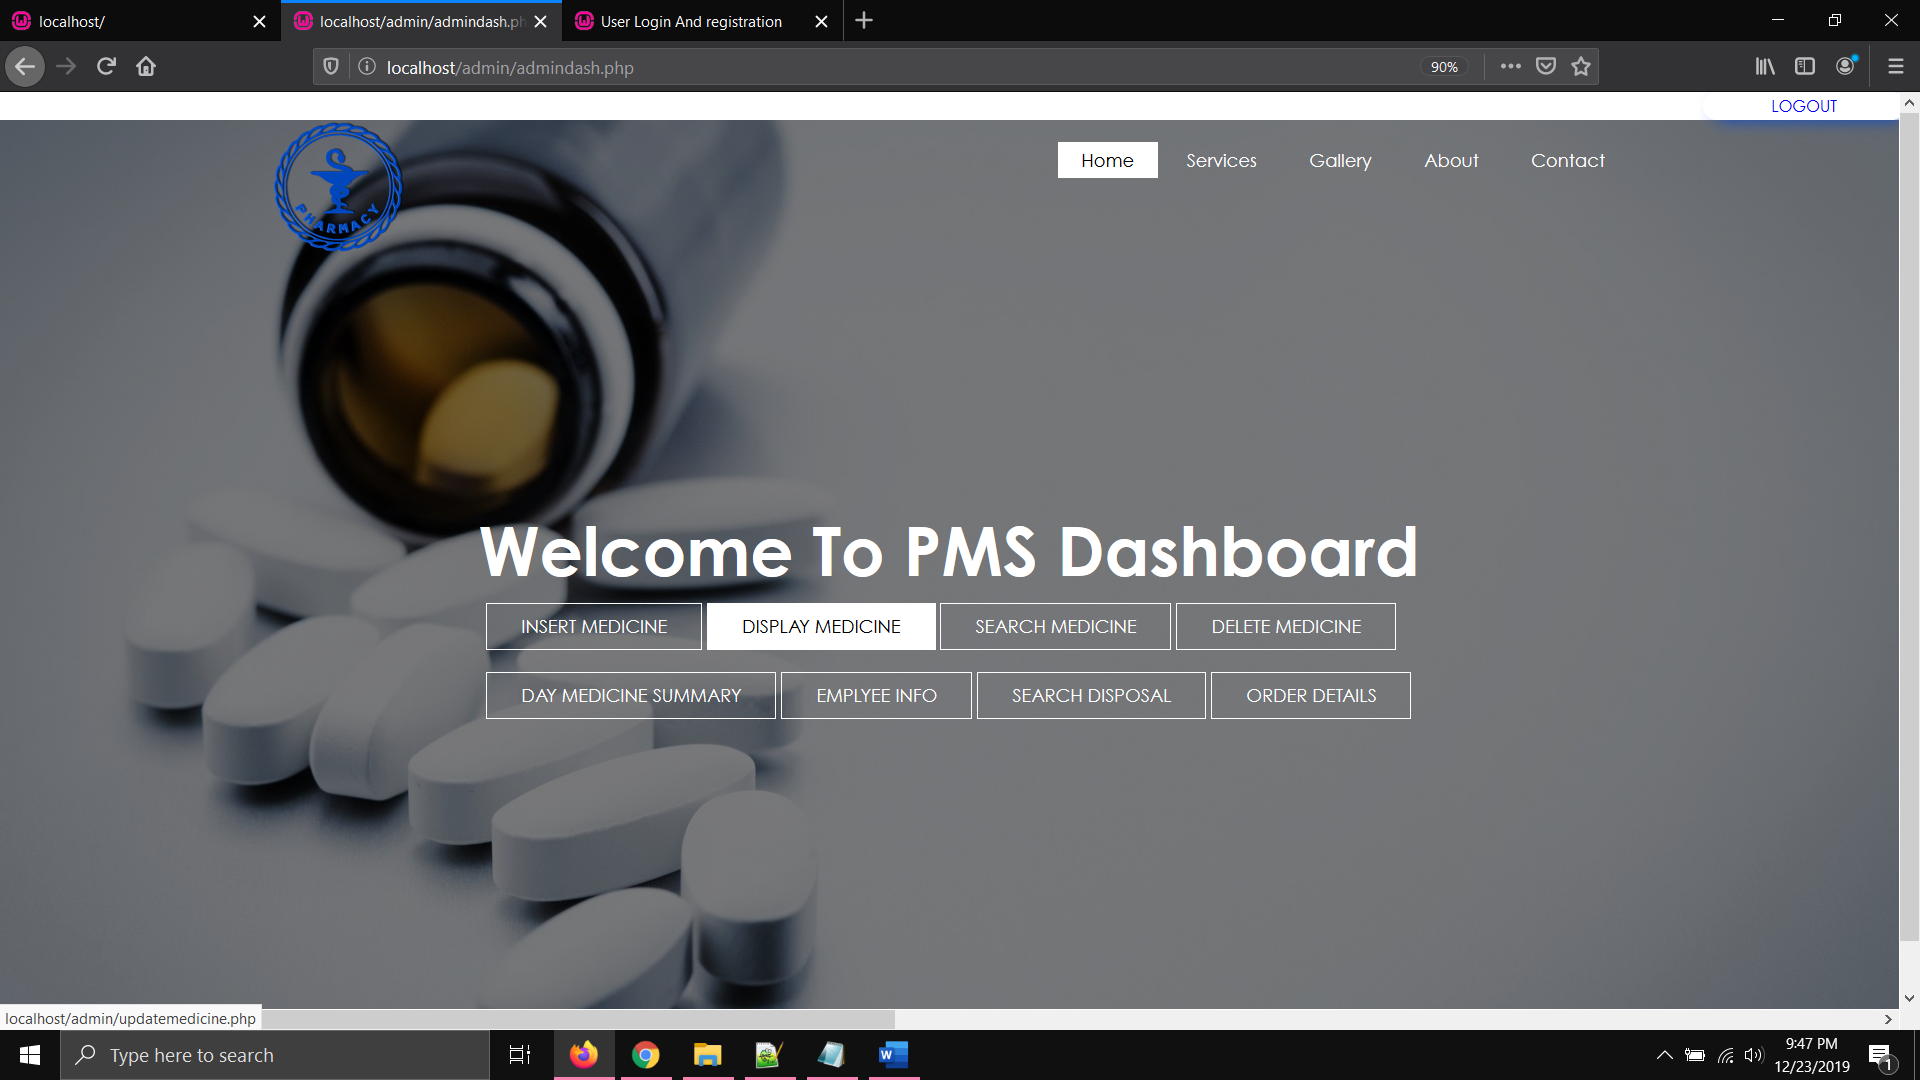 localhost/
localhost/admin/admindash.ph
User Login And registration
localhost/admin/admindash.php
90%
LOGOUT
PHARMACY
Home
Services
Gallery
About
Contact
Welcome To PMS Dashboard
INSERT MEDICINE
DISPLAY MEDICINE
SEARCH MEDICINE
DELETE MEDICINE
DAY MEDICINE SUMMARY
EMPLYEE INFO
SEARCH DISPOSAL
ORDER DETAILS
localhost/admin/updatemedicine.php
Type here to search
9:47 PM
12/23/2019
1